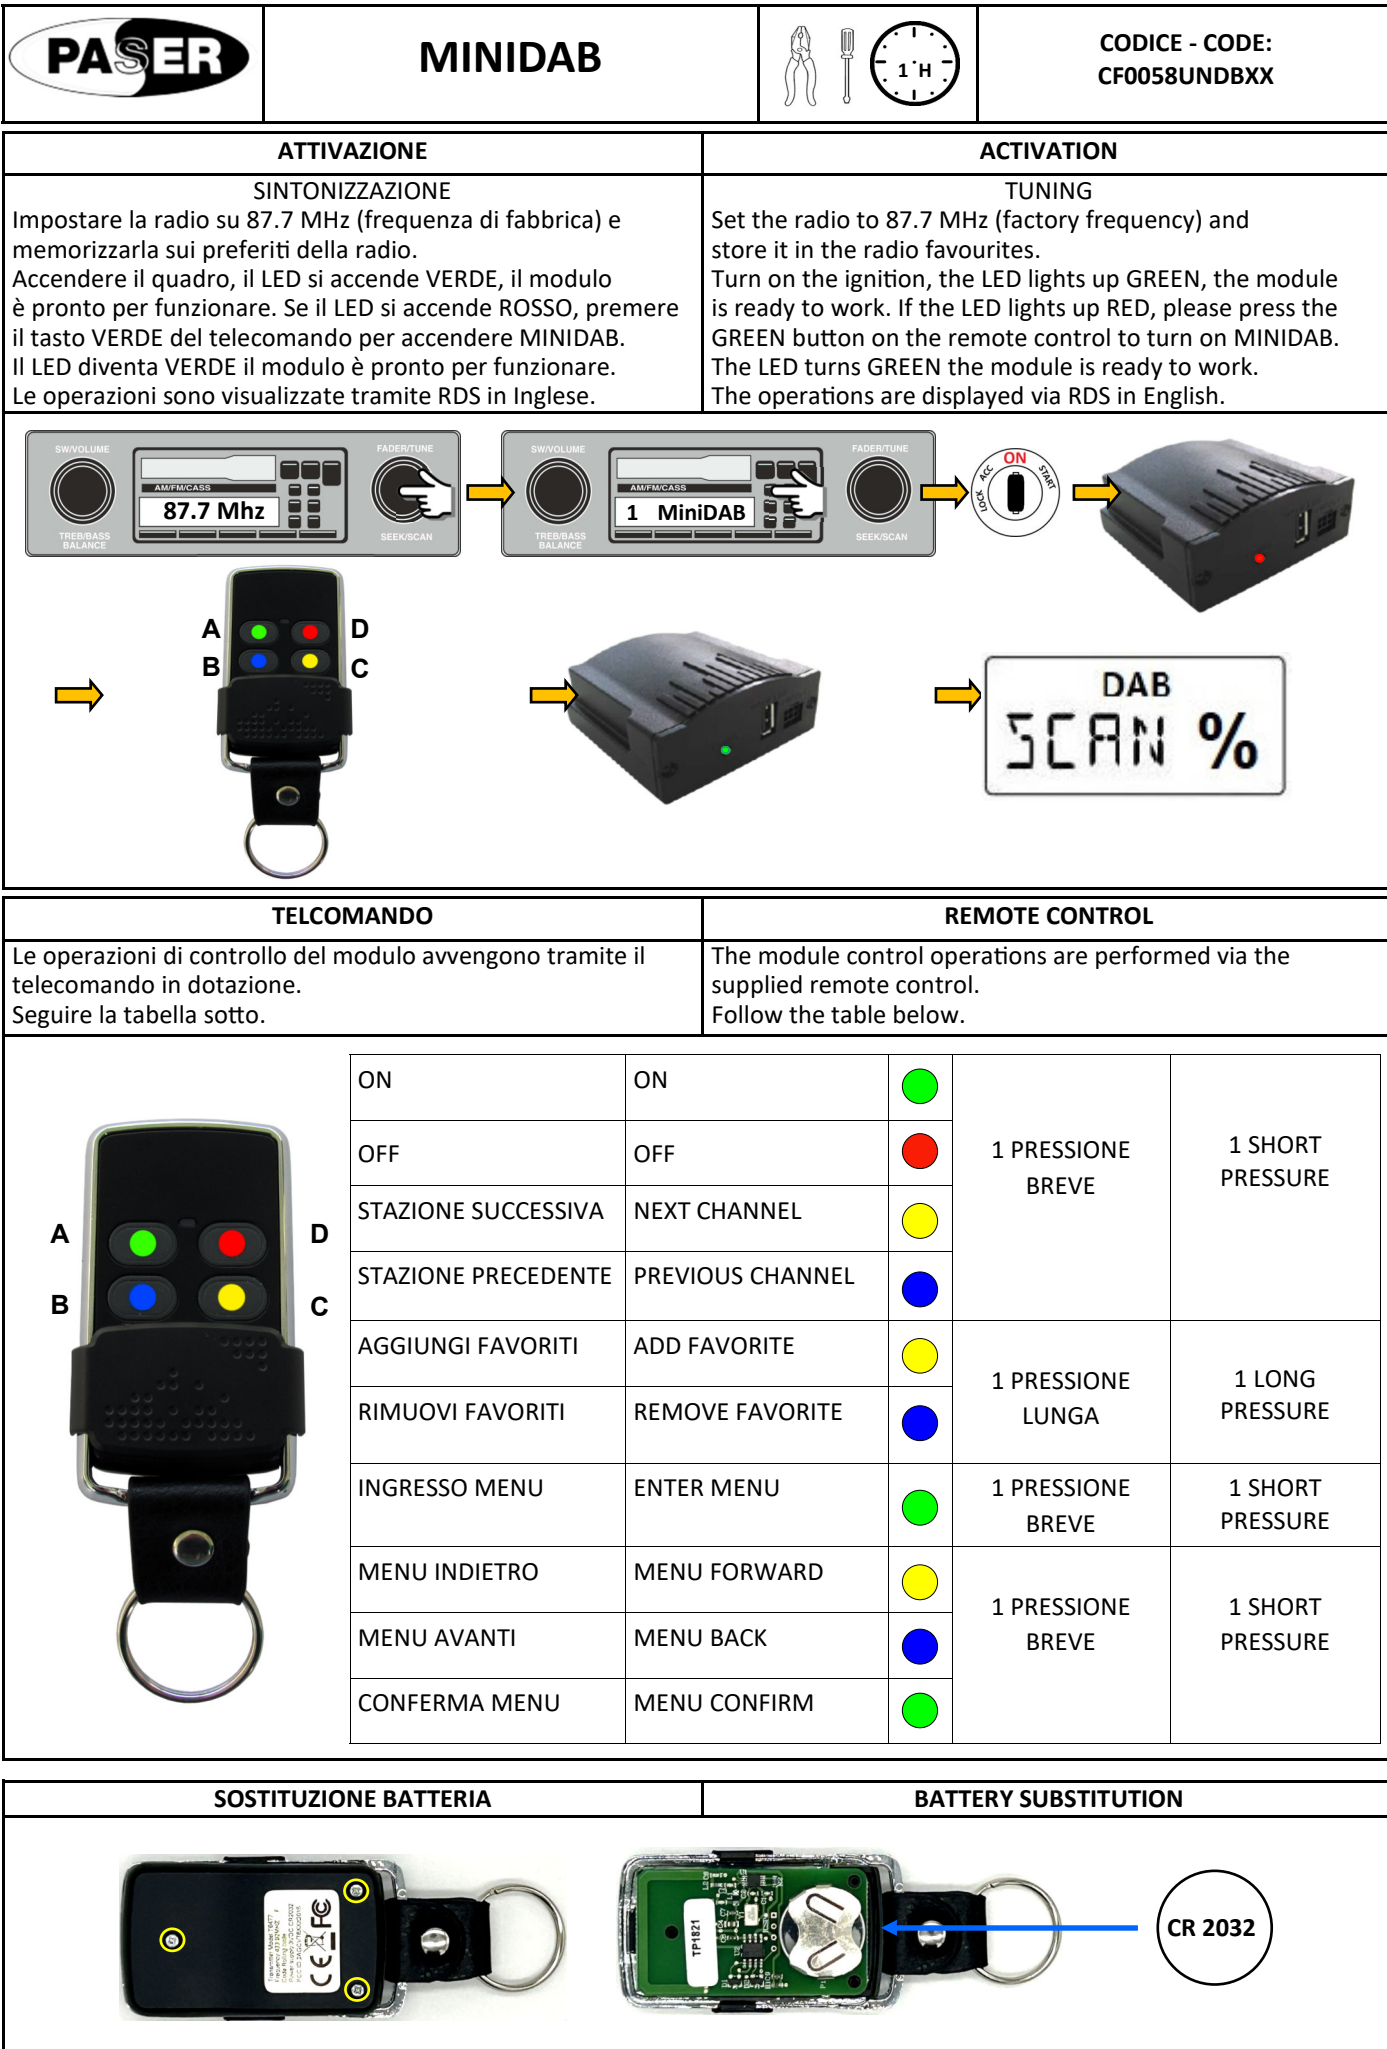 PASER
MINIDAB
1 H
CODICE - CODE:
CF0058UNDBXX
ATTIVAZIONE
SINTONIZZAZIONE
Impostare la radio su 87.7 MHz (frequenza di fabbrica) e
memorizzarla sui preferiti della radio.
Accendere il quadro, il LED si accende VERDE, il modulo
è pronto per funzionare. Se il LED si accende ROSSO, premere
il tasto VERDE del telecomando per accendere MINIDAB.
Il LED diventa VERDE il modulo è pronto per funzionare.
Le operazioni sono visualizzate tramite RDS in Inglese.
ACTIVATION
TUNING
Set the radio to 87.7 MHz (factory frequency) and
store it in the radio favourites.
Turn on the ignition, the LED lights up GREEN, the module
is ready to work. If the LED lights up RED, please press the
GREEN button on the remote control to turn on MINIDAB.
The LED turns GREEN the module is ready to work.
The operations are displayed via RDS in English.
SW/VOLUME
FADER/TUNE
AM/FM/CASS
87.7 Mhz
TREB/BASS
BALANCE
SEEK/SCAN
SW/VOLUME
FADER/TUNE
AM/FM/CASS
1 MiniDAB
TREB/BASS
BALANCE
SEEK/SCAN
LOCK ACC ON START
A
D
B
C
DAB
SCAN %
TELCOMANDO
Le operazioni di controllo del modulo avvengono tramite il
telecomando in dotazione.
Seguire la tabella sotto.
REMOTE CONTROL
The module control operations are performed via the
supplied remote control.
Follow the table below.
A
D
B
C
ON ON
OFF OFF
STAZIONE SUCCESSIVA NEXT CHANNEL
STAZIONE PRECEDENTE PREVIOUS CHANNEL
1 PRESSIONE
BREVE
1 SHORT
PRESSURE
AGGIUNGI FAVORITI ADD FAVORITE
RIMUOVI FAVORITI REMOVE FAVORITE
1 PRESSIONE
LUNGA
1 LONG
PRESSURE
INGRESSO MENU ENTER MENU
1 PRESSIONE
BREVE
1 SHORT
PRESSURE
MENU INDIETRO MENU FORWARD
MENU AVANTI MENU BACK
CONFERMA MENU MENU CONFIRM
1 PRESSIONE
BREVE
1 SHORT
PRESSURE
SOSTITUZIONE BATTERIA
BATTERY SUBSTITUTION
CE FC
TP1821
CR 2032